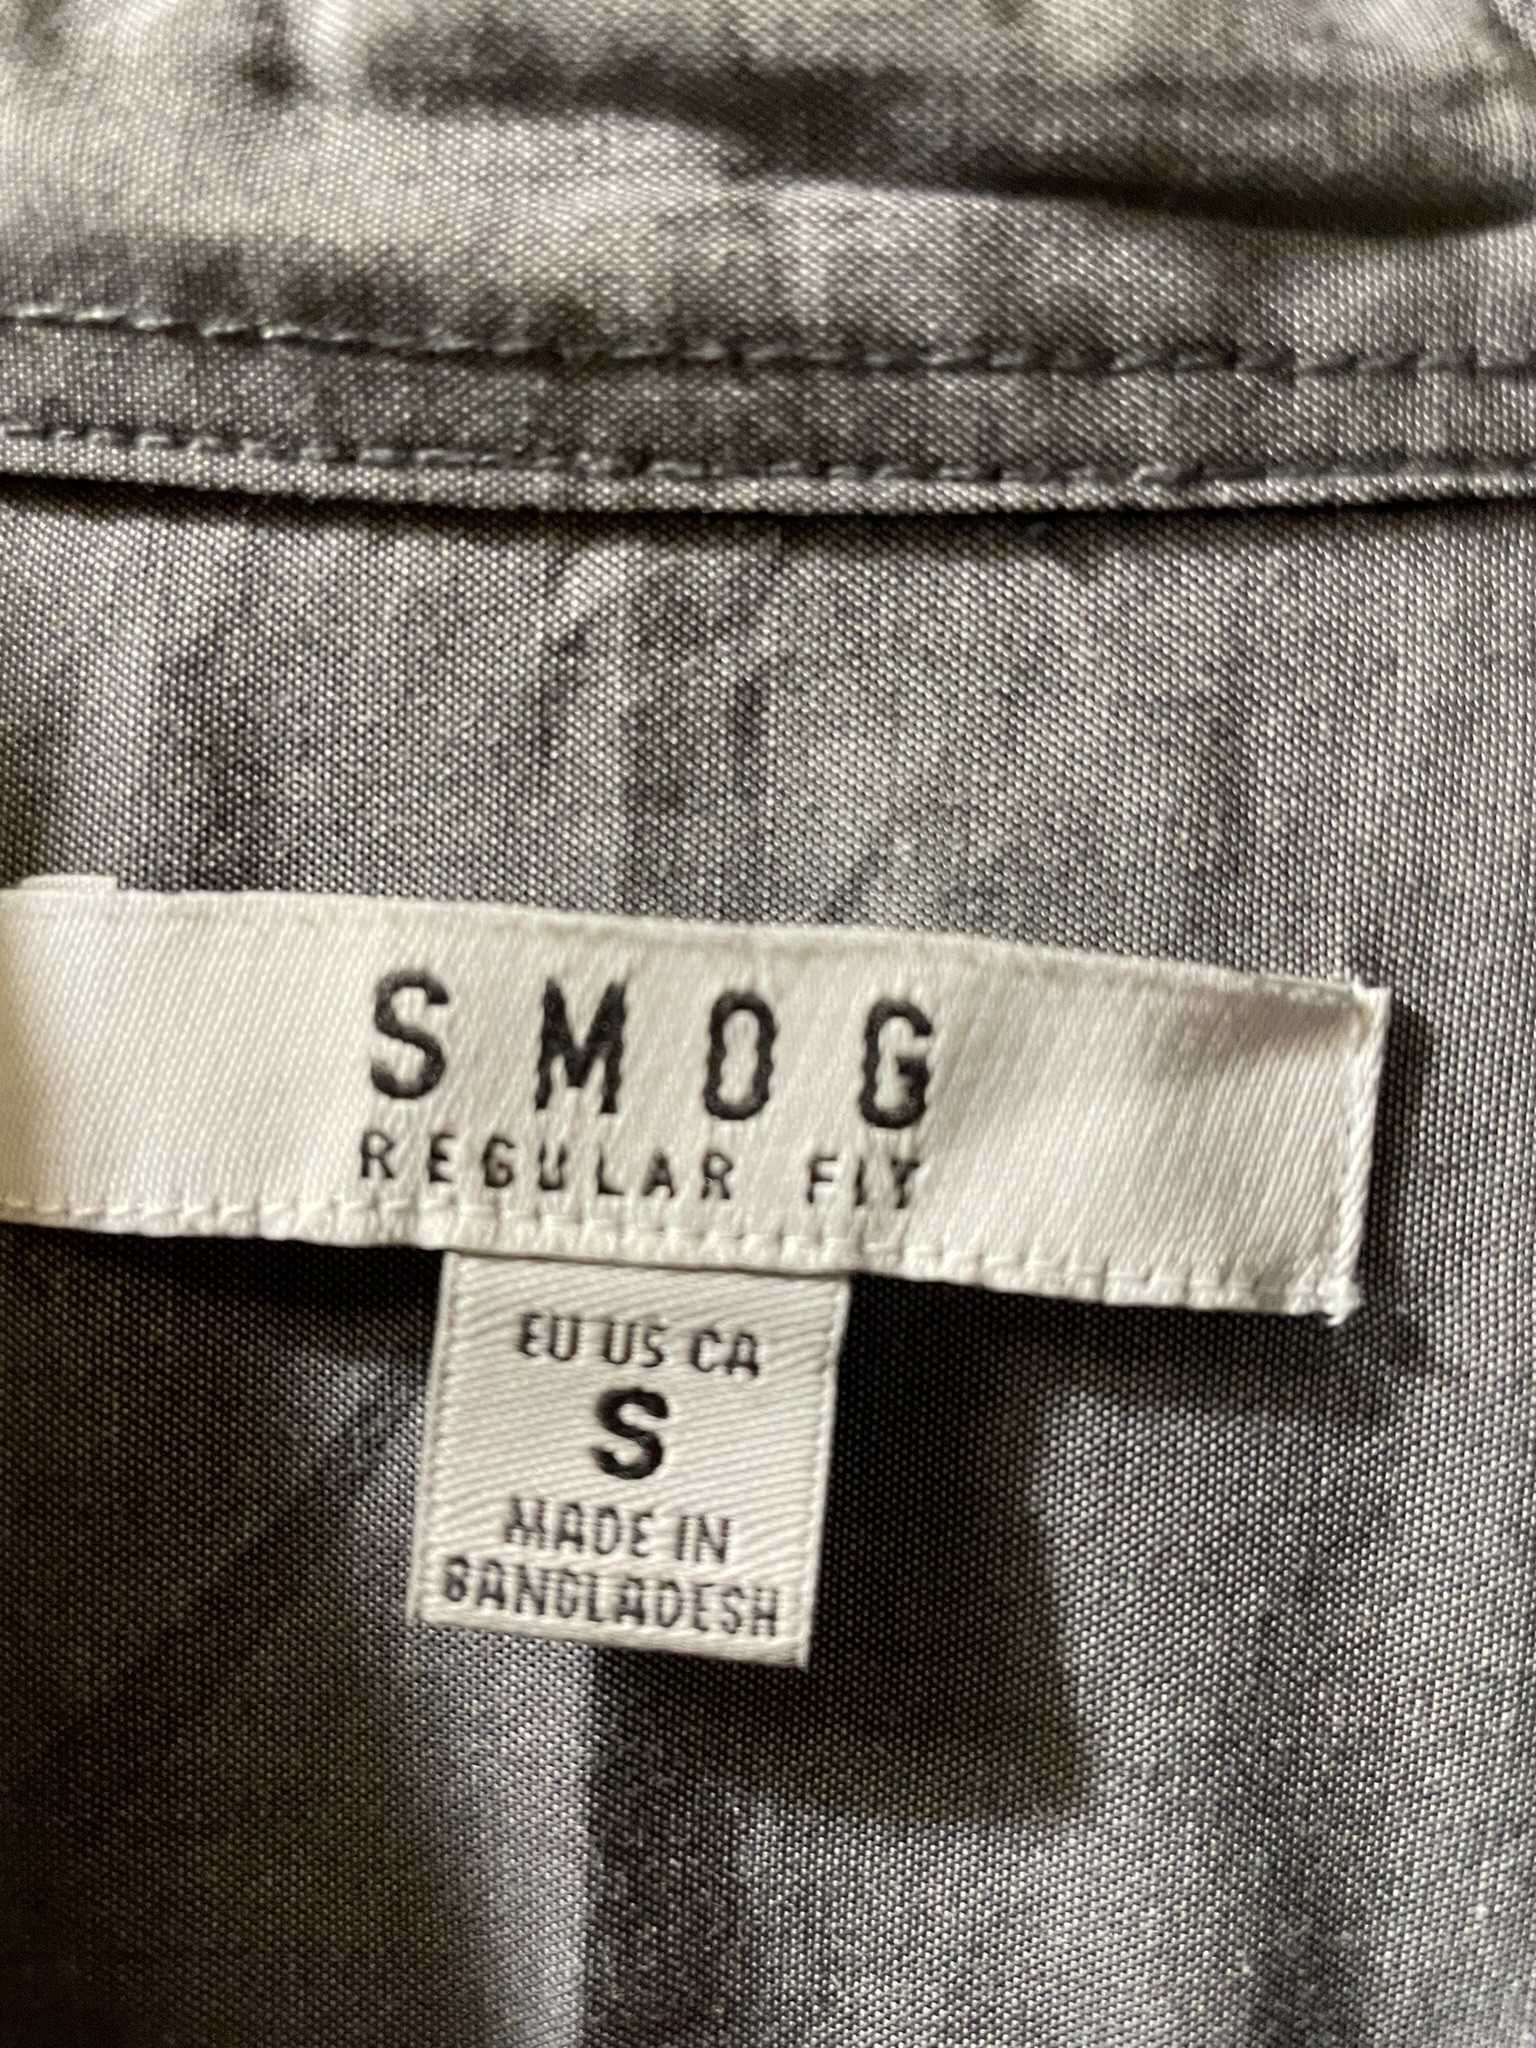 SMOG
REGULAR FIT
EU US CA
S
MADE IN
BANGLADESH